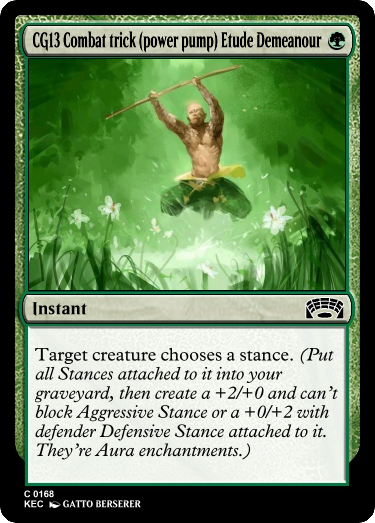 CG13 Combat trick (power pump) Etude Demeanour
Instant
Target creature chooses a stance. (Put
all Stances attached to it into your
graveyard, then create a +2/+0 and can't
block Aggressive Stance or a +0/+2 with
defender Defensive Stance attached to it.
They're Aura enchantments.)
C 0168
KEC GATTO BERSERER